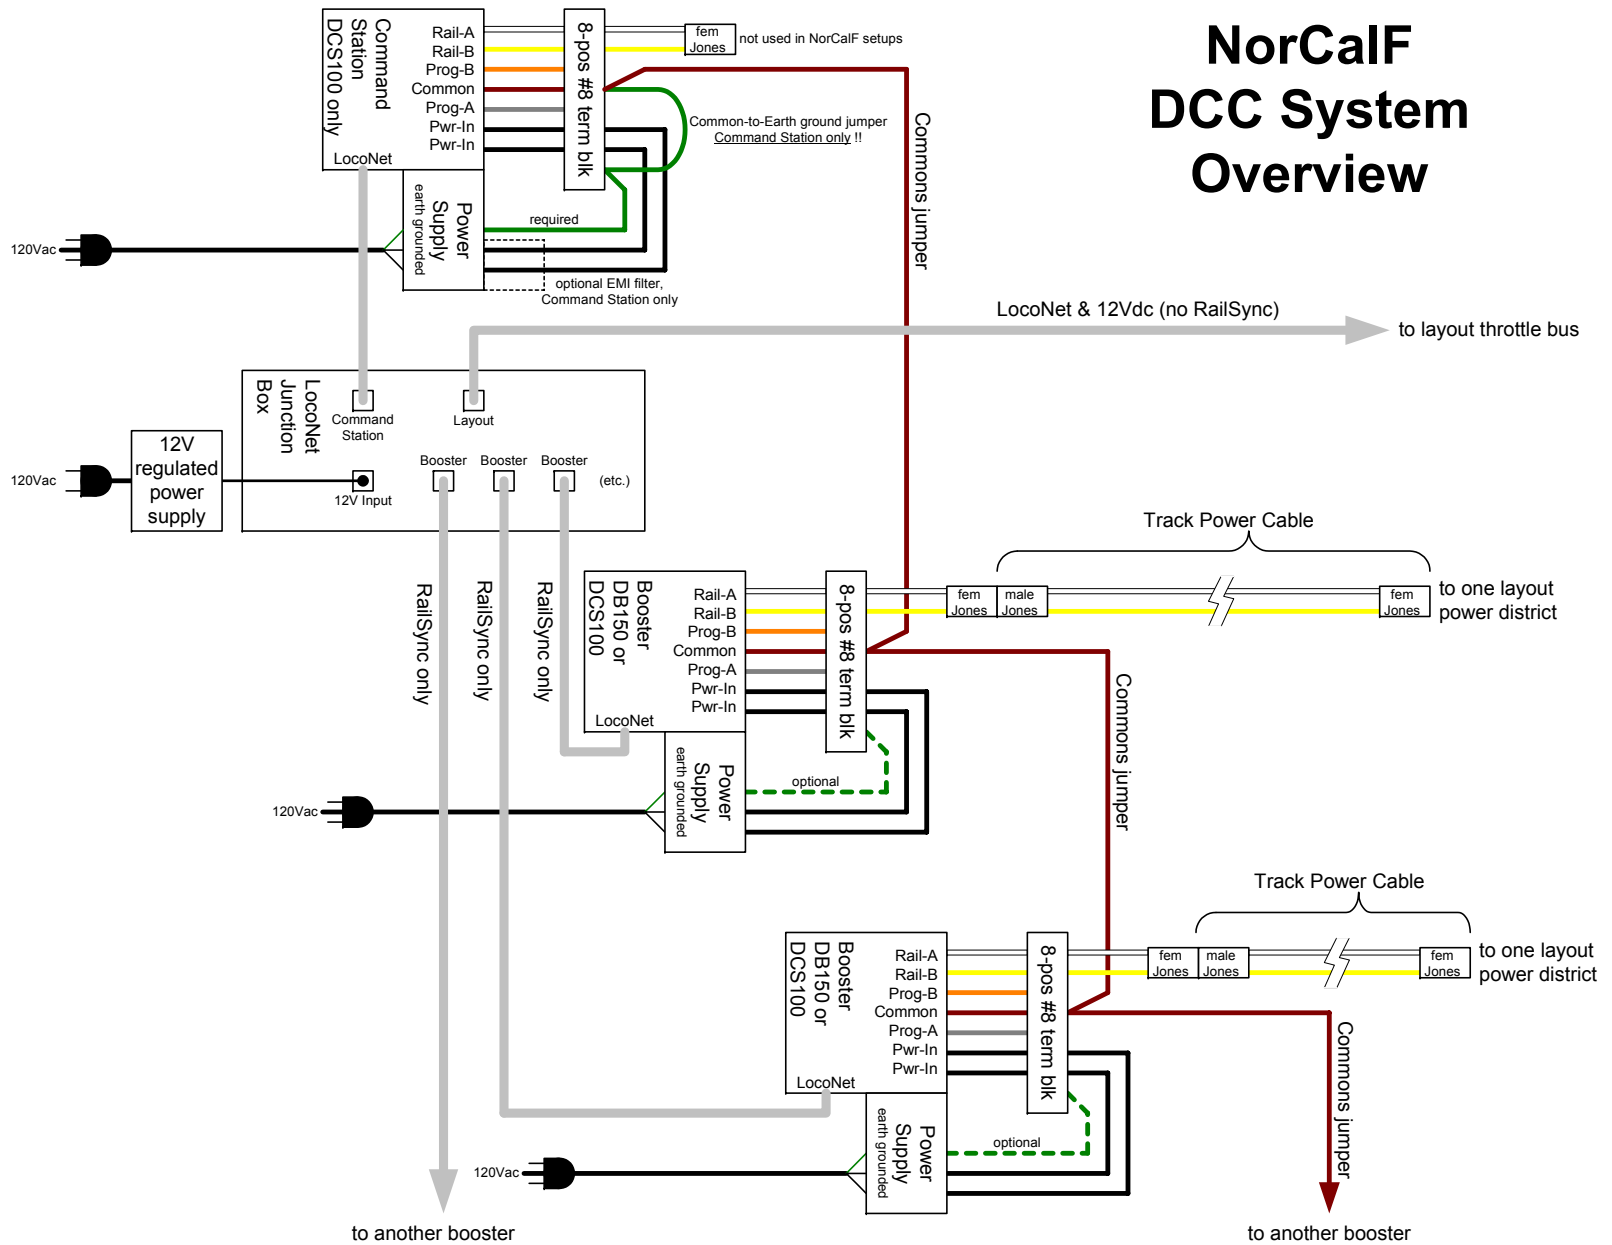 NorCalF
DCC System
Overview
Command
Station
DCS100 only
Rail-A
Rail-B
Prog-B
Common
Prog-A
Pwr-In
Pwr-In
LocoNet
8-pos #8 term blk
fem
Jones
not used in NorCalF setups
Common-to-Earth ground jumper
Command Station only !!
Commons jumper
Power
Supply
earth grounded
required
optional EMI filter,
Command Station only
120Vac
LocoNet & 12Vdc (no RailSync)
to layout throttle bus
LocoNet
Junction
Box
Command
Station
Layout
12V
regulated
power
supply
120Vac
12V Input
Booster
Booster
Booster
(etc.)
RailSync only
RailSync only
RailSync only
Booster
DB150 or
DCS100
Rail-A
Rail-B
Prog-B
Common
Prog-A
Pwr-In
Pwr-In
LocoNet
8-pos #8 term blk
Track Power Cable
fem
Jones
male
Jones
fem
Jones
to one layout
power district
Commons jumper
Power
Supply
earth grounded
optional
120Vac
Track Power Cable
Booster
DB150 or
DCS100
Rail-A
Rail-B
Prog-B
Common
Prog-A
Pwr-In
Pwr-In
LocoNet
8-pos #8 term blk
fem
Jones
male
Jones
fem
Jones
to one layout
power district
Commons jumper
Power
Supply
earth grounded
optional
120Vac
to another booster
to another booster